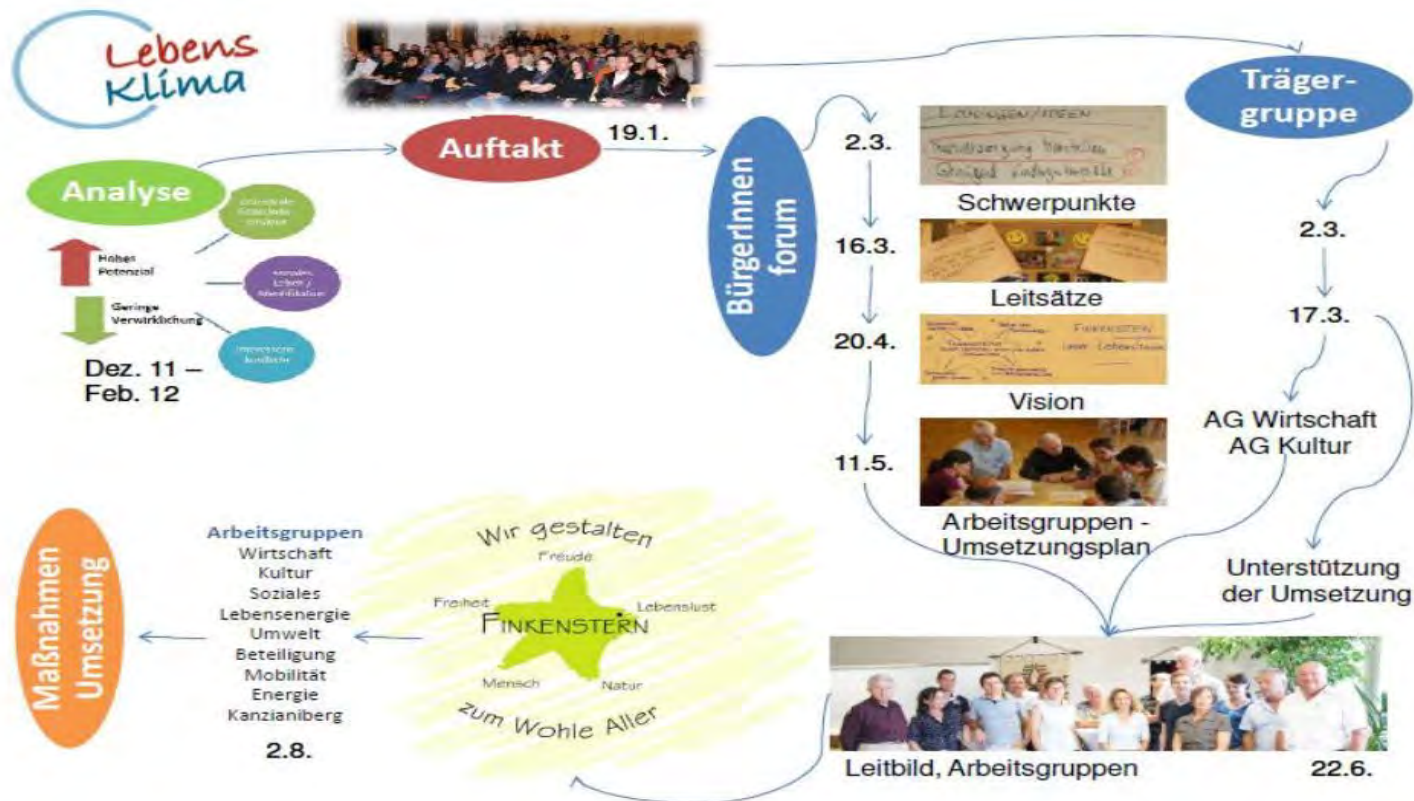 Lebens
Klima
Analyse
Hohes
Potenzial
Geringe
Verwirklichung
Dez. 11 –
Feb. 12
Auftakt
19.1.
BürgerInnen
forum
2.3.
Schwerpunkte
16.3.
Leitsätze
20.4.
FINKENSTEIN
Vision
11.5.
Arbeitsgruppen -
Umsetzungsplan
Träger-
gruppe
2.3.
17.3.
AG Wirtschaft
AG Kultur
Unterstützung
der Umsetzung
Leitbild, Arbeitsgruppen
22.6.
Wir gestalten
Freude
Freiheit
Lebenslust
FINKENSTERN
Mensch
Natur
zum Wohle Aller
Arbeitsgruppen
Wirtschaft
Kultur
Soziales
Lebensenergie
Umwelt
Beteiligung
Mobilität
Energie
Kanzianiberg
2.8.
Maßnahmen
Umsetzung